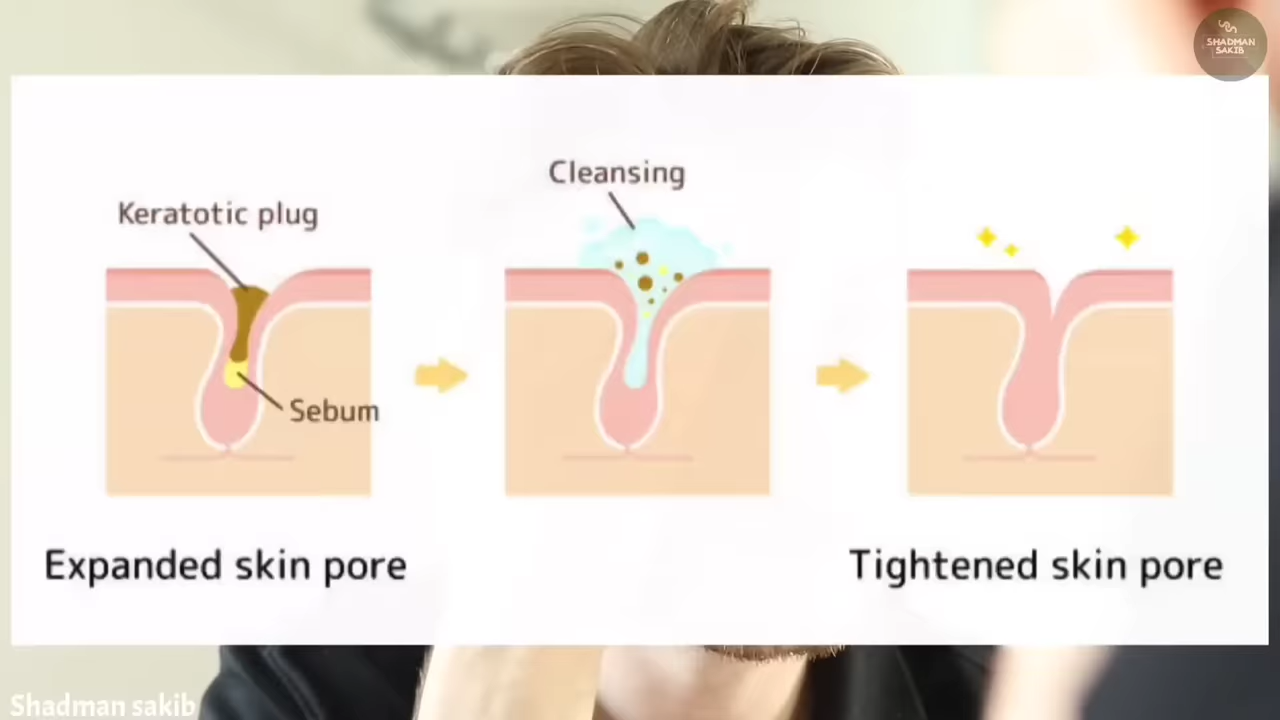 SHADMAN
SAKIB
Cleansing
Keratotic plug
Sebum
Expanded skin pore
Tightened skin pore
Shadman sakib